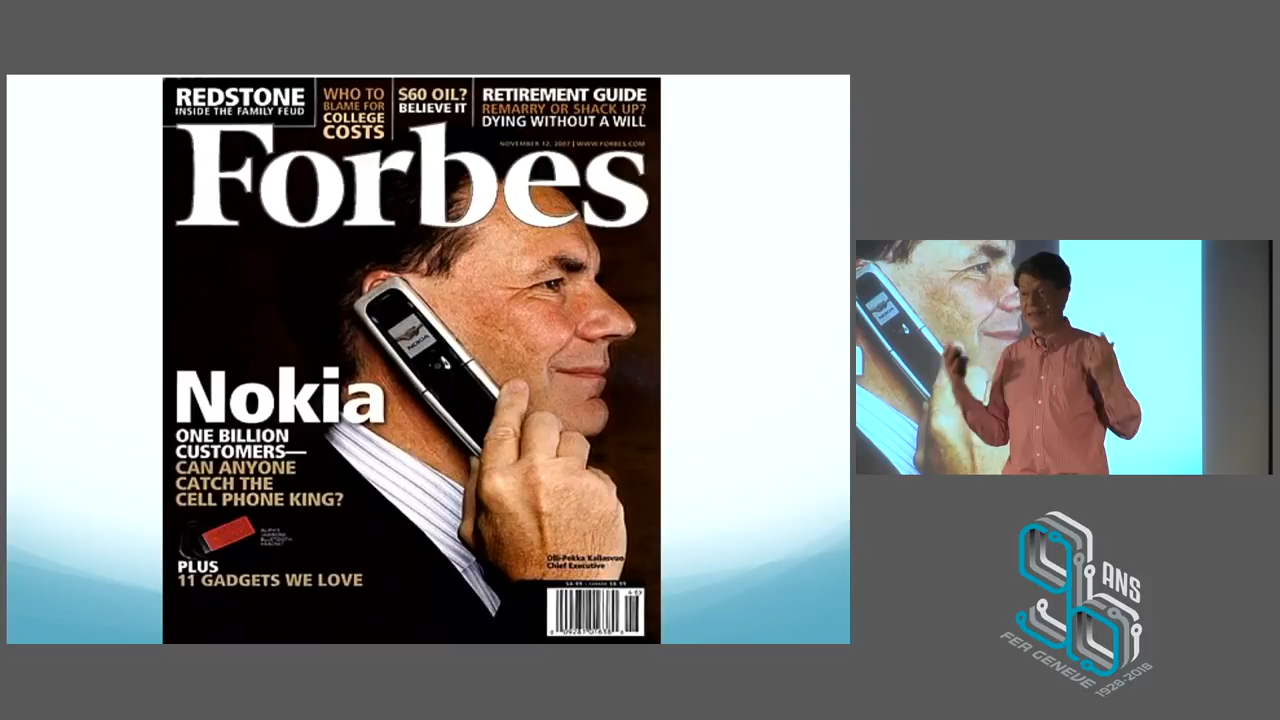 REDSTONE
INSIDE THE FAMILY FEUD
WHO TO
BLAME FOR
COLLEGE
COSTS
$60 OIL?
BELIEVE IT
RETIREMENT GUIDE
REMARRY OR SHACK UP?
DYING WITHOUT A WILL
NOVEMBER 12, 2007 | WWW.FORBES.COM
Forbes
NOKIA
Nokia
ONE BILLION
CUSTOMERS—
CAN ANYONE
CATCH THE
CELL PHONE KING?
PLUS
11 GADGETS WE LOVE
Olli-Pekka Kallasvuo
Chief Executive
NOKIA
90 ANS
FER GENEVE
1928-2018